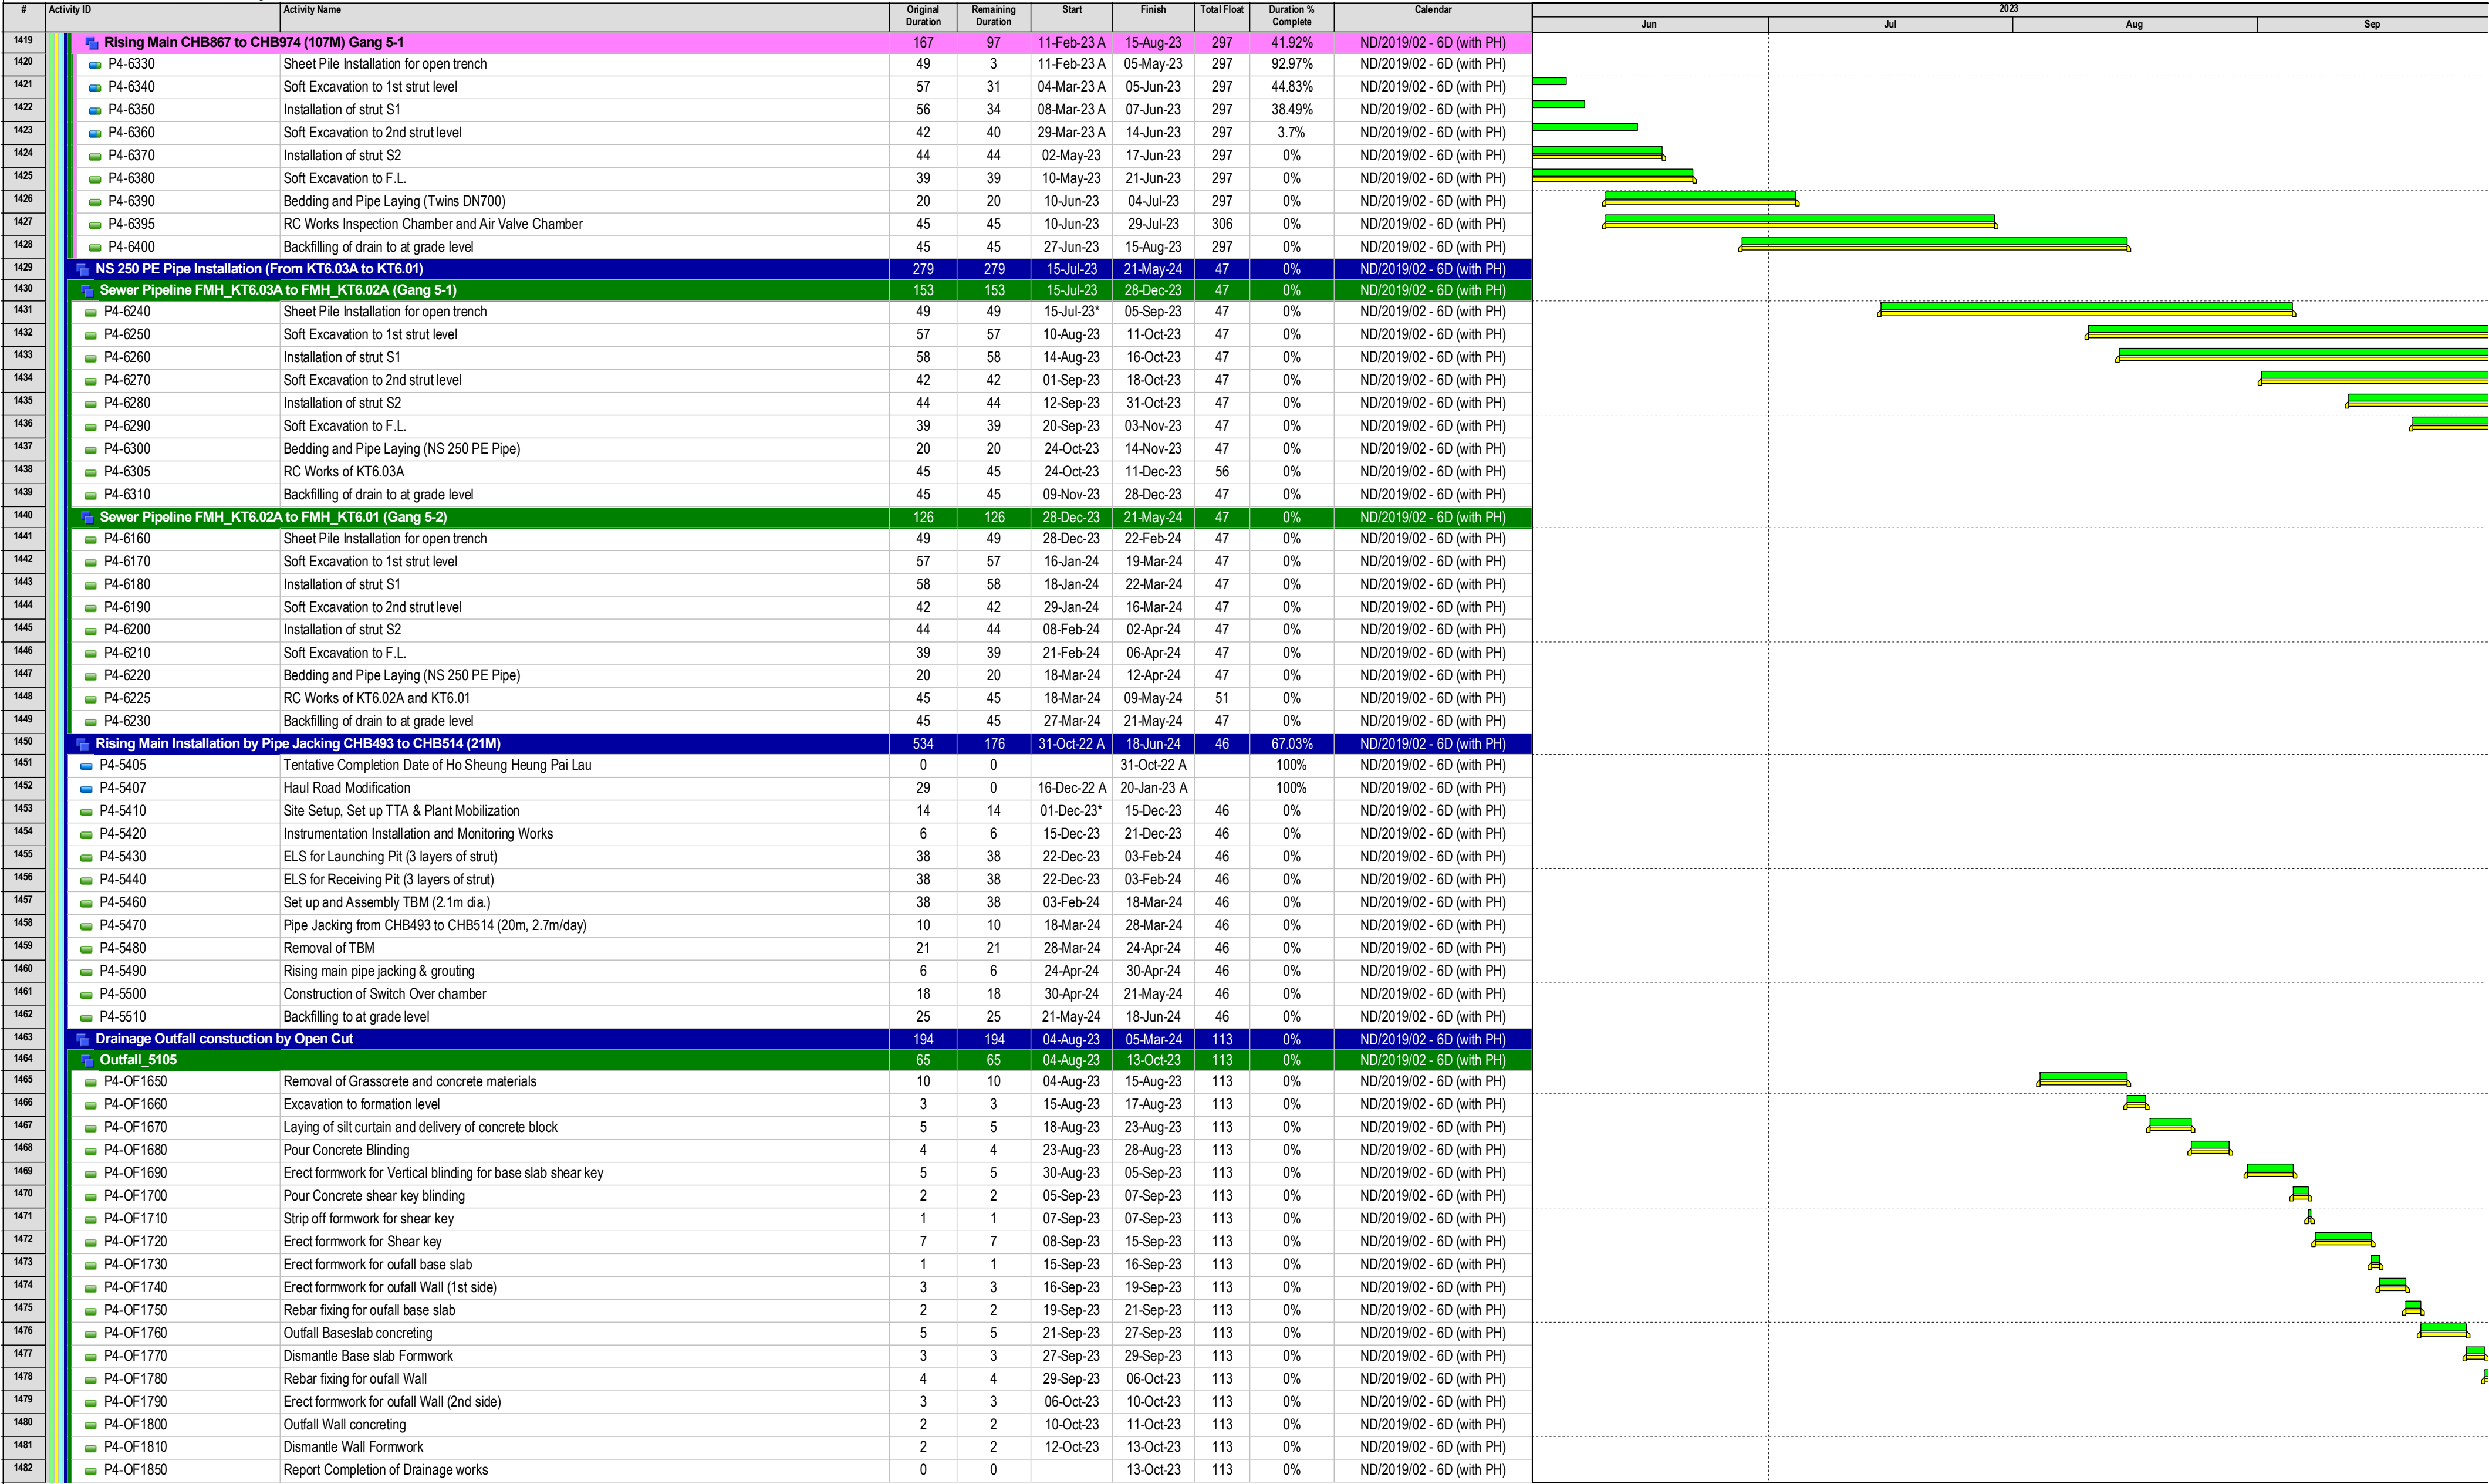 # Activity ID Activity Name Original Duration Remaining Duration Start Finish Total Float Duration % Complete Calendar 2023
Jun Jul Aug Sep
1419 Rising Main CHB867 to CHB974 (107M) Gang 5-1 167 97 11-Feb-23 A 15-Aug-23 297 41.92% ND/2019/02 - 6D (with PH)
1420 P4-6330 Sheet Pile Installation for open trench 49 3 11-Feb-23 A 05-May-23 297 92.97% ND/2019/02 - 6D (with PH)
1421 P4-6340 Soft Excavation to 1st strut level 57 31 04-Mar-23 A 05-Jun-23 297 44.83% ND/2019/02 - 6D (with PH)
1422 P4-6350 Installation of strut S1 56 34 08-Mar-23 A 07-Jun-23 297 38.49% ND/2019/02 - 6D (with PH)
1423 P4-6360 Soft Excavation to 2nd strut level 42 40 29-Mar-23 A 14-Jun-23 297 3.7% ND/2019/02 - 6D (with PH)
1424 P4-6370 Installation of strut S2 44 44 02-May-23 17-Jun-23 297 0% ND/2019/02 - 6D (with PH)
1425 P4-6380 Soft Excavation to F.L. 39 39 10-May-23 21-Jun-23 297 0% ND/2019/02 - 6D (with PH)
1426 P4-6390 Bedding and Pipe Laying (Twins DN700) 20 20 10-Jun-23 04-Jul-23 297 0% ND/2019/02 - 6D (with PH)
1427 P4-6395 RC Works Inspection Chamber and Air Valve Chamber 45 45 10-Jun-23 29-Jul-23 306 0% ND/2019/02 - 6D (with PH)
1428 P4-6400 Backfilling of drain to at grade level 45 45 27-Jun-23 15-Aug-23 297 0% ND/2019/02 - 6D (with PH)
1429 NS 250 PE Pipe Installation (From KT6.03A to KT6.01) 279 279 15-Jul-23 21-May-24 47 0% ND/2019/02 - 6D (with PH)
1430 Sewer Pipeline FMH_KT6.03A to FMH_KT6.02A (Gang 5-1) 153 153 15-Jul-23 28-Dec-23 47 0% ND/2019/02 - 6D (with PH)
1431 P4-6240 Sheet Pile Installation for open trench 49 49 15-Jul-23* 05-Sep-23 47 0% ND/2019/02 - 6D (with PH)
1432 P4-6250 Soft Excavation to 1st strut level 57 57 10-Aug-23 11-Oct-23 47 0% ND/2019/02 - 6D (with PH)
1433 P4-6260 Installation of strut S1 58 58 14-Aug-23 16-Oct-23 47 0% ND/2019/02 - 6D (with PH)
1434 P4-6270 Soft Excavation to 2nd strut level 42 42 01-Sep-23 18-Oct-23 47 0% ND/2019/02 - 6D (with PH)
1435 P4-6280 Installation of strut S2 44 44 12-Sep-23 31-Oct-23 47 0% ND/2019/02 - 6D (with PH)
1436 P4-6290 Soft Excavation to F.L. 39 39 20-Sep-23 03-Nov-23 47 0% ND/2019/02 - 6D (with PH)
1437 P4-6300 Bedding and Pipe Laying (NS 250 PE Pipe) 20 20 24-Oct-23 14-Nov-23 47 0% ND/2019/02 - 6D (with PH)
1438 P4-6305 RC Works of KT6.03A 45 45 24-Oct-23 11-Dec-23 56 0% ND/2019/02 - 6D (with PH)
1439 P4-6310 Backfilling of drain to at grade level 45 45 09-Nov-23 28-Dec-23 47 0% ND/2019/02 - 6D (with PH)
1440 Sewer Pipeline FMH_KT6.02A to FMH_KT6.01 (Gang 5-2) 126 126 28-Dec-23 21-May-24 47 0% ND/2019/02 - 6D (with PH)
1441 P4-6160 Sheet Pile Installation for open trench 49 49 28-Dec-23 22-Feb-24 47 0% ND/2019/02 - 6D (with PH)
1442 P4-6170 Soft Excavation to 1st strut level 57 57 16-Jan-24 19-Mar-24 47 0% ND/2019/02 - 6D (with PH)
1443 P4-6180 Installation of strut S1 58 58 18-Jan-24 22-Mar-24 47 0% ND/2019/02 - 6D (with PH)
1444 P4-6190 Soft Excavation to 2nd strut level 42 42 29-Jan-24 16-Mar-24 47 0% ND/2019/02 - 6D (with PH)
1445 P4-6200 Installation of strut S2 44 44 08-Feb-24 02-Apr-24 47 0% ND/2019/02 - 6D (with PH)
1446 P4-6210 Soft Excavation to F.L. 39 39 21-Feb-24 06-Apr-24 47 0% ND/2019/02 - 6D (with PH)
1447 P4-6220 Bedding and Pipe Laying (NS 250 PE Pipe) 20 20 18-Mar-24 12-Apr-24 47 0% ND/2019/02 - 6D (with PH)
1448 P4-6225 RC Works of KT6.02A and KT6.01 45 45 18-Mar-24 09-May-24 51 0% ND/2019/02 - 6D (with PH)
1449 P4-6230 Backfilling of drain to at grade level 45 45 27-Mar-24 21-May-24 47 0% ND/2019/02 - 6D (with PH)
1450 Rising Main Installation by Pipe Jacking CHB493 to CHB514 (21M) 534 176 31-Oct-22 A 18-Jun-24 46 67.03% ND/2019/02 - 6D (with PH)
1451 P4-5405 Tentative Completion Date of Ho Sheung Heung Pai Lau 0 0 31-Oct-22 A 100% ND/2019/02 - 6D (with PH)
1452 P4-5407 Haul Road Modification 29 0 16-Dec-22 A 20-Jan-23 A 100% ND/2019/02 - 6D (with PH)
1453 P4-5410 Site Setup, Set up TTA & Plant Mobilization 14 14 01-Dec-23* 15-Dec-23 46 0% ND/2019/02 - 6D (with PH)
1454 P4-5420 Instrumentation Installation and Monitoring Works 6 6 15-Dec-23 21-Dec-23 46 0% ND/2019/02 - 6D (with PH)
1455 P4-5430 ELS for Launching Pit (3 layers of strut) 38 38 22-Dec-23 03-Feb-24 46 0% ND/2019/02 - 6D (with PH)
1456 P4-5440 ELS for Receiving Pit (3 layers of strut) 38 38 22-Dec-23 03-Feb-24 46 0% ND/2019/02 - 6D (with PH)
1457 P4-5460 Set up and Assembly TBM (2.1m dia.) 38 38 03-Feb-24 18-Mar-24 46 0% ND/2019/02 - 6D (with PH)
1458 P4-5470 Pipe Jacking from CHB493 to CHB514 (20m, 2.7m/day) 10 10 18-Mar-24 28-Mar-24 46 0% ND/2019/02 - 6D (with PH)
1459 P4-5480 Removal of TBM 21 21 28-Mar-24 24-Apr-24 46 0% ND/2019/02 - 6D (with PH)
1460 P4-5490 Rising main pipe jacking & grouting 6 6 24-Apr-24 30-Apr-24 46 0% ND/2019/02 - 6D (with PH)
1461 P4-5500 Construction of Switch Over chamber 18 18 30-Apr-24 21-May-24 46 0% ND/2019/02 - 6D (with PH)
1462 P4-5510 Backfilling to at grade level 25 25 21-May-24 18-Jun-24 46 0% ND/2019/02 - 6D (with PH)
1463 Drainage Outfall constuction by Open Cut 194 194 04-Aug-23 05-Mar-24 113 0% ND/2019/02 - 6D (with PH)
1464 Outfall_5105 65 65 04-Aug-23 13-Oct-23 113 0% ND/2019/02 - 6D (with PH)
1465 P4-OF1650 Removal of Grasscrete and concrete materials 10 10 04-Aug-23 15-Aug-23 113 0% ND/2019/02 - 6D (with PH)
1466 P4-OF1660 Excavation to formation level 3 3 15-Aug-23 17-Aug-23 113 0% ND/2019/02 - 6D (with PH)
1467 P4-OF1670 Laying of silt curtain and delivery of concrete block 5 5 18-Aug-23 23-Aug-23 113 0% ND/2019/02 - 6D (with PH)
1468 P4-OF1680 Pour Concrete Blinding 4 4 23-Aug-23 28-Aug-23 113 0% ND/2019/02 - 6D (with PH)
1469 P4-OF1690 Erect formwork for Vertical blinding for base slab shear key 5 5 30-Aug-23 05-Sep-23 113 0% ND/2019/02 - 6D (with PH)
1470 P4-OF1700 Pour Concrete shear key blinding 2 2 05-Sep-23 07-Sep-23 113 0% ND/2019/02 - 6D (with PH)
1471 P4-OF1710 Strip off formwork for shear key 1 1 07-Sep-23 07-Sep-23 113 0% ND/2019/02 - 6D (with PH)
1472 P4-OF1720 Erect formwork for Shear key 7 7 08-Sep-23 15-Sep-23 113 0% ND/2019/02 - 6D (with PH)
1473 P4-OF1730 Erect formwork for oufall base slab 1 1 15-Sep-23 16-Sep-23 113 0% ND/2019/02 - 6D (with PH)
1474 P4-OF1740 Erect formwork for oufall Wall (1st side) 3 3 16-Sep-23 19-Sep-23 113 0% ND/2019/02 - 6D (with PH)
1475 P4-OF1750 Rebar fixing for oufall base slab 2 2 19-Sep-23 21-Sep-23 113 0% ND/2019/02 - 6D (with PH)
1476 P4-OF1760 Outfall Baseslab concreting 5 5 21-Sep-23 27-Sep-23 113 0% ND/2019/02 - 6D (with PH)
1477 P4-OF1770 Dismantle Base slab Formwork 3 3 27-Sep-23 29-Sep-23 113 0% ND/2019/02 - 6D (with PH)
1478 P4-OF1780 Rebar fixing for oufall Wall 4 4 29-Sep-23 06-Oct-23 113 0% ND/2019/02 - 6D (with PH)
1479 P4-OF1790 Erect formwork for oufall Wall (2nd side) 3 3 06-Oct-23 10-Oct-23 113 0% ND/2019/02 - 6D (with PH)
1480 P4-OF1800 Outfall Wall concreting 2 2 10-Oct-23 11-Oct-23 113 0% ND/2019/02 - 6D (with PH)
1481 P4-OF1810 Dismantle Wall Formwork 2 2 12-Oct-23 13-Oct-23 113 0% ND/2019/02 - 6D (with PH)
1482 P4-OF1850 Report Completion of Drainage works 0 0 13-Oct-23 113 0% ND/2019/02 - 6D (with PH)